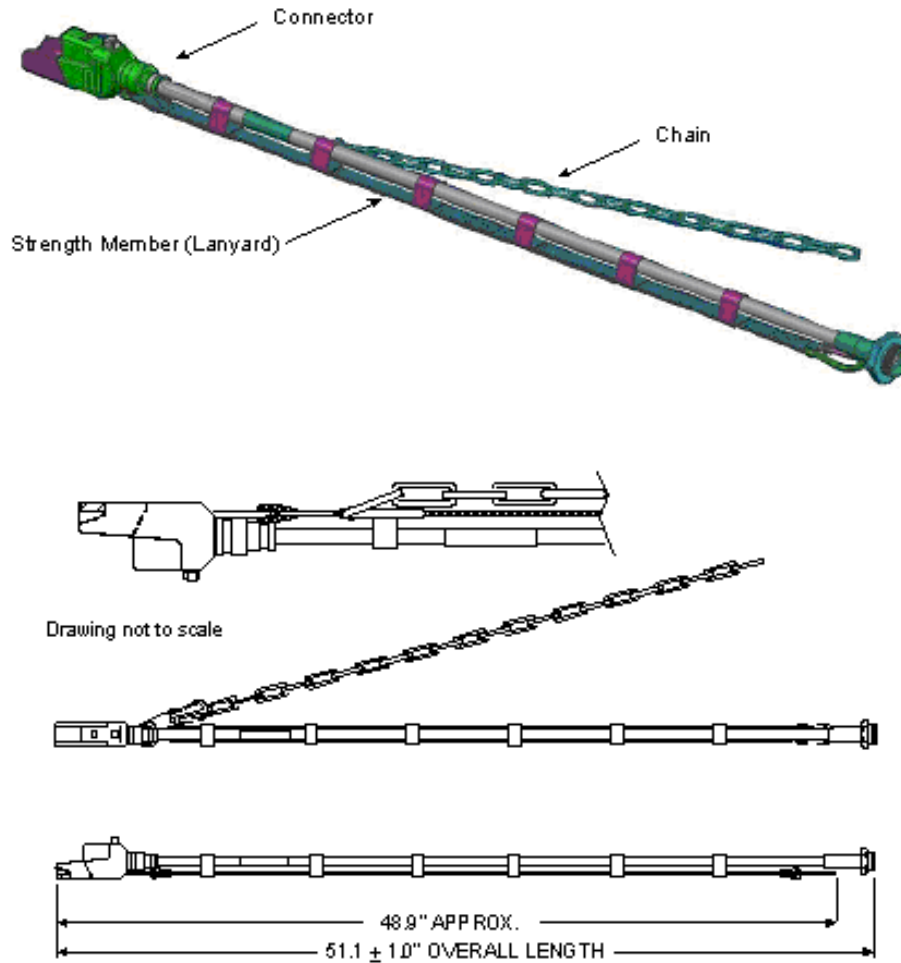 Connector
Chain
Strength Member (Lanyard)
Drawing not to scale
48.9" APPROX.
51.1 ± 1.0" OVERALL LENGTH